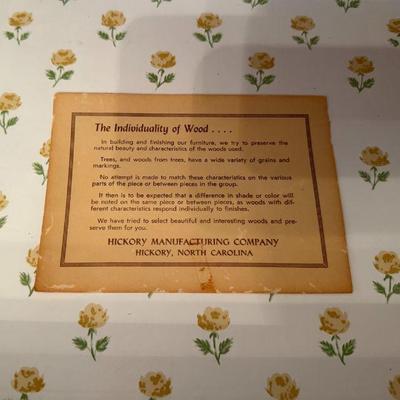 The Individuality of Wood . . . .
In building and finishing our furniture, we try to preserve the
natural beauty and characteristics of the woods used.
Trees, and woods from trees, have a wide variety of grains and
markings.
No attempt is made to match these characteristics on the various
parts of the piece or between pieces in the group.
It then is to be expected that a difference in shade or color will
be noted on the same piece or between pieces, as woods with dif-
ferent characteristics respond individually to finishes.
We have tried to select beautiful and interesting woods and pre-
serve them for you.
HICKORY MANUFACTURING COMPANY
HICKORY, NORTH CAROLINA